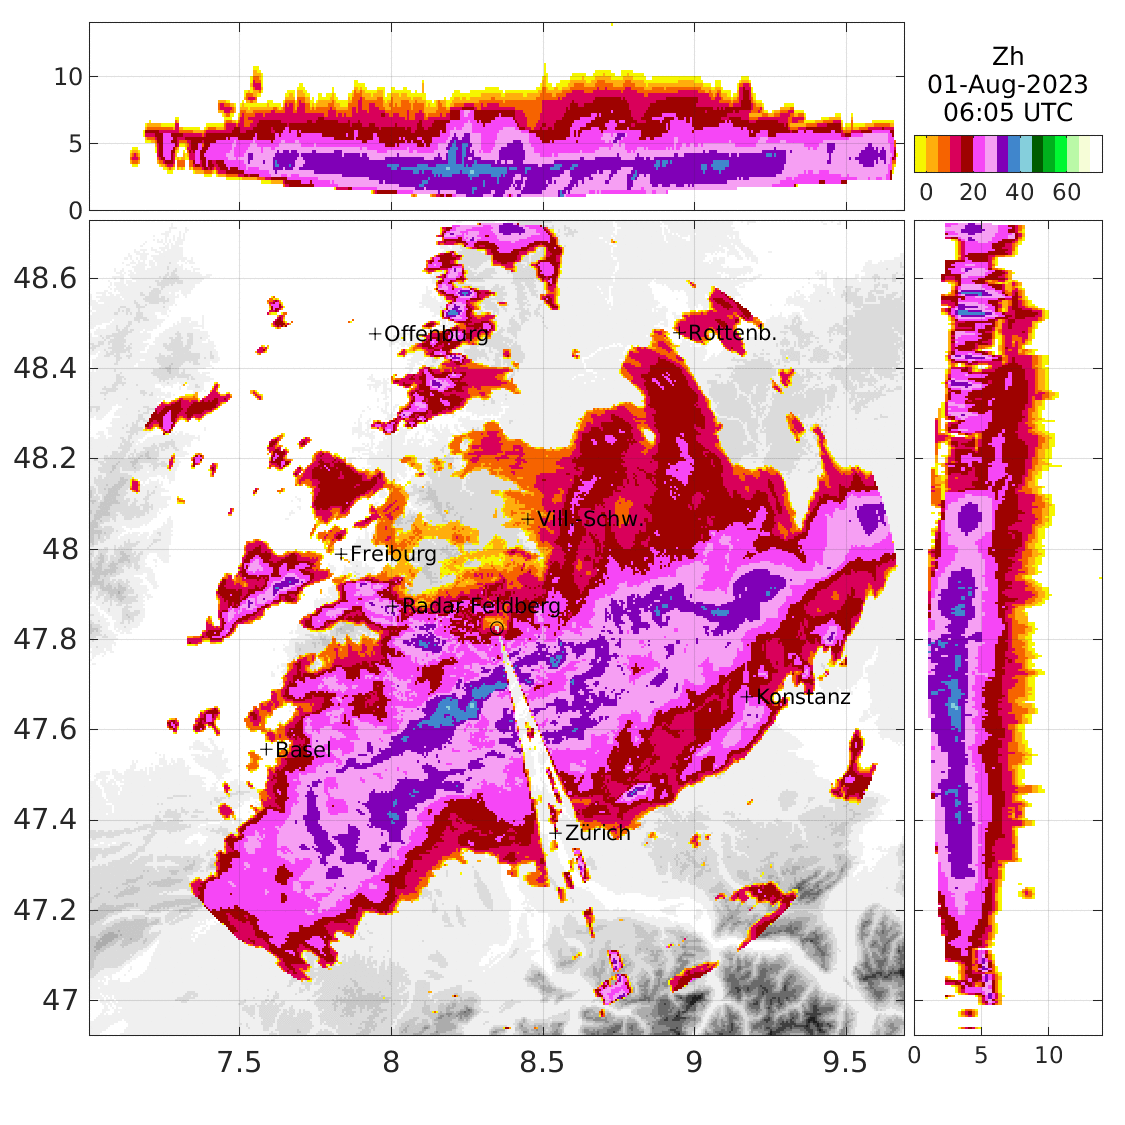 10
5
0
Zh
01-Aug-2023
06:05 UTC
0 20 40 60
48.6
48.4
48.2
48
47.8
47.6
47.4
47.2
47
+Offenburg
+Rottenb.
+Vill.-Schw.
+Freiburg
+Radar Feldberg
+Konstanz
+Basel
+Zürich
7.5 8 8.5 9 9.5
0 5 10